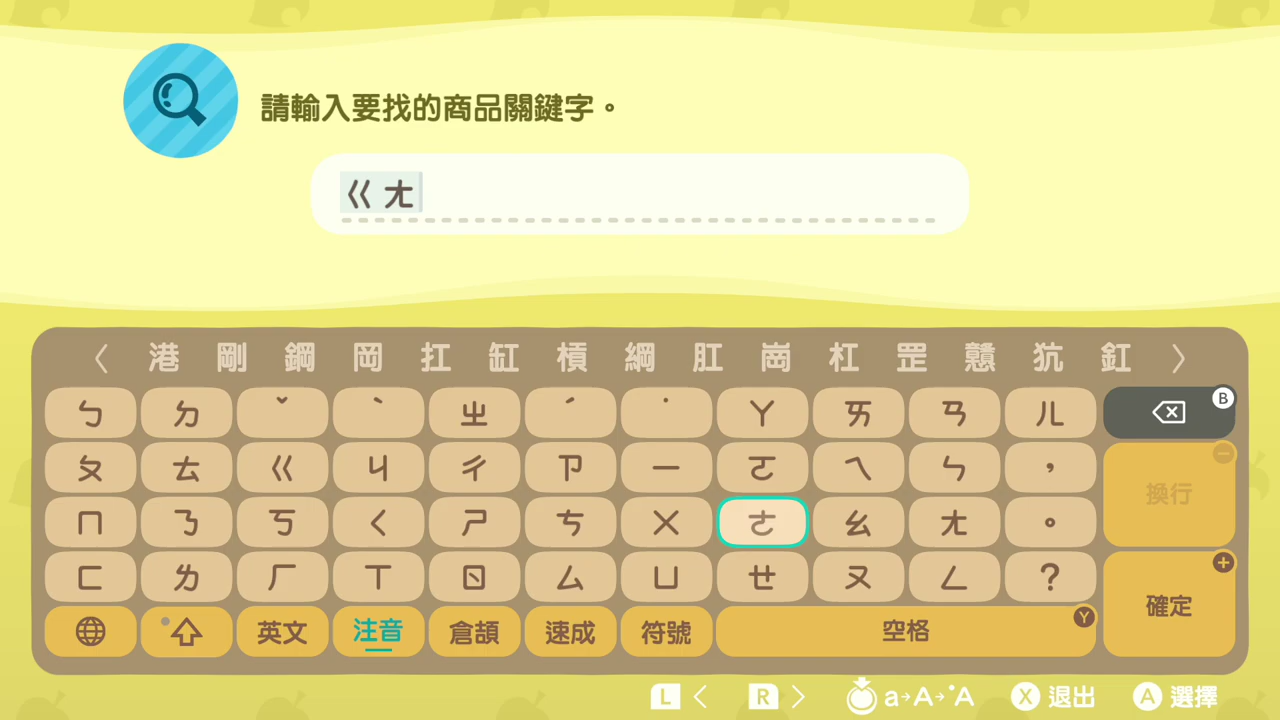 請輸入要找的商品關鍵字。
ㄍㄤ
〈 港 剛 鋼 岡 扛 缸 槓 綱 肛 崗 杠 罡 戇 犺 釭 〉
ㄅ ㄉ ˇ ˋ ㄓ ˊ ˙ ㄚ ㄞ ㄢ ㄦ B
ㄆ ㄊ ㄍ ㄐ ㄔ ㄗ ㄧ ㄛ ㄟ ㄣ , 換行
ㄇ ㄋ ㄎ ㄑ ㄕ ㄘ ㄨ ㄜ ㄠ ㄤ 。
ㄈ ㄌ ㄏ ㄒ ㄖ ㄙ ㄩ ㄝ ㄡ ㄥ ? 確定
英文 注音 倉頡 速成 符號 空格 Y
L 〈 R 〉 a→A→•A X 退出 A 選擇